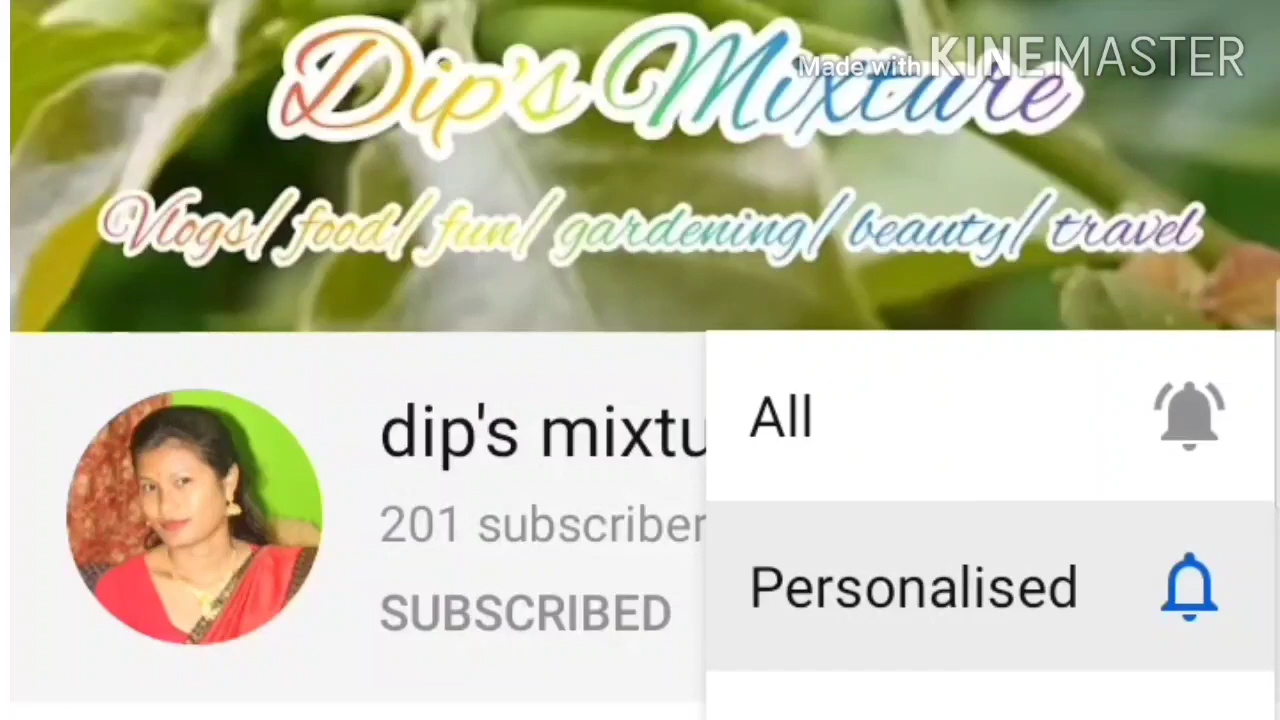 Dip's Mixture
Made with KINEMASTER
Vlogs/ food/ fun/ gardening/ beauty/ travel
dip's mixtu
201 subscriber
SUBSCRIBED
All
Personalised